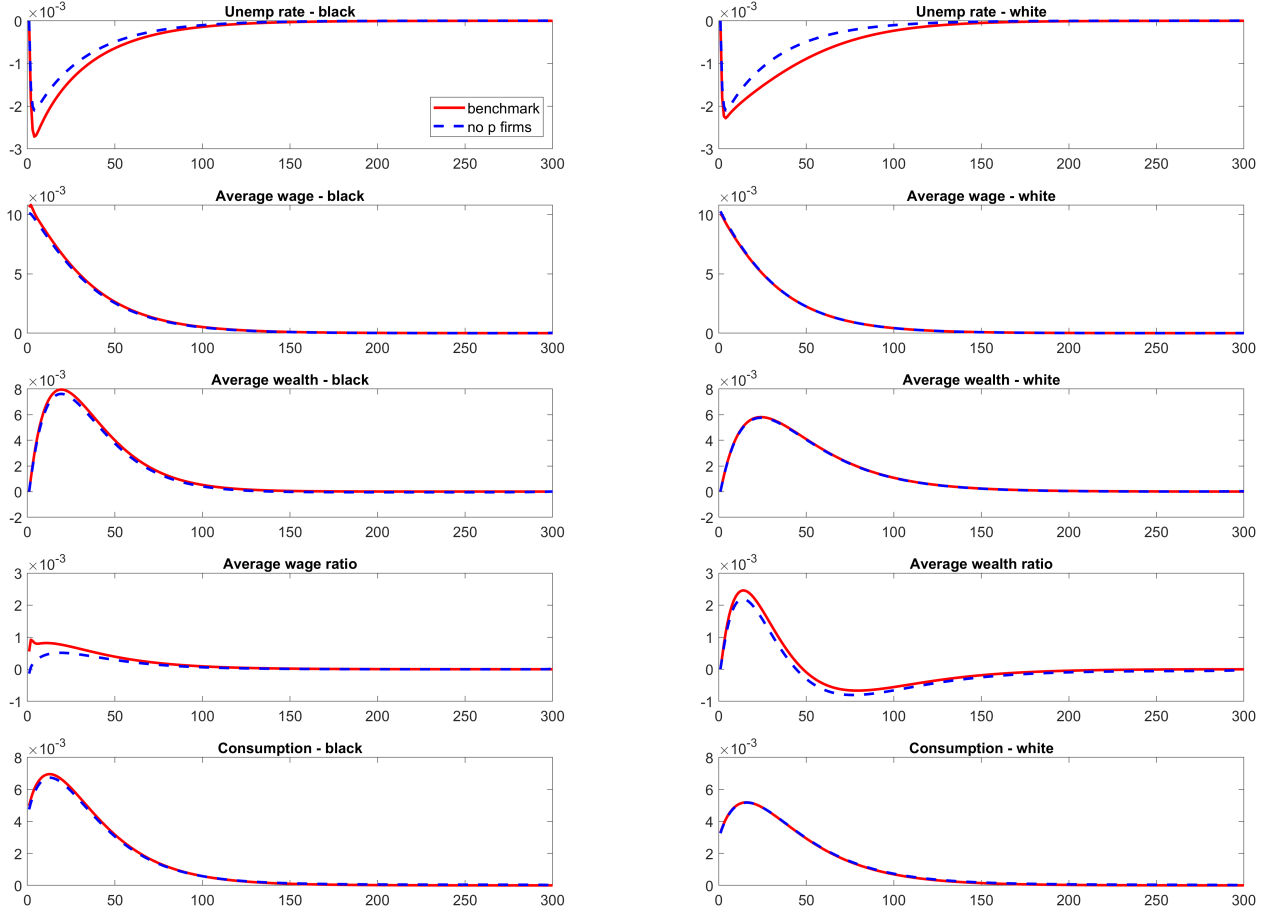 ×10-3 Unemp rate - black
0
-1
-2
-3
0 50 100 150 200 250 300
benchmark
no p firms
×10-3 Unemp rate - white
0
-1
-2
-3
0 50 100 150 200 250 300
×10-3 Average wage - black
10
5
0
0 50 100 150 200 250 300
×10-3 Average wage - white
10
5
0
0 50 100 150 200 250 300
×10-3 Average wealth - black
8
6
4
2
0
-2
0 50 100 150 200 250 300
×10-3 Average wealth - white
8
6
4
2
0
-2
0 50 100 150 200 250 300
×10-3 Average wage ratio
3
2
1
0
-1
0 50 100 150 200 250 300
×10-3 Average wealth ratio
3
2
1
0
-1
0 50 100 150 200 250 300
×10-3 Consumption - black
8
6
4
2
0
0 50 100 150 200 250 300
×10-3 Consumption - white
8
6
4
2
0
0 50 100 150 200 250 300